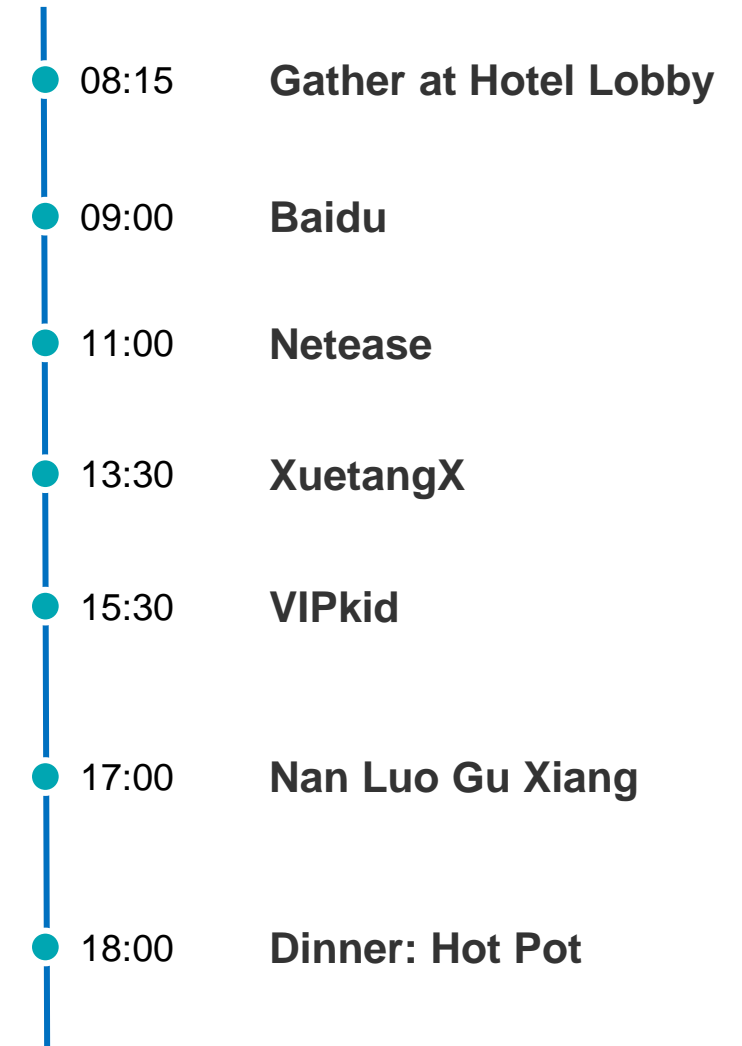 08:15 Gather at Hotel Lobby
09:00 Baidu
11:00 Netease
13:30 XuetangX
15:30 VIPkid
17:00 Nan Luo Gu Xiang
18:00 Dinner: Hot Pot